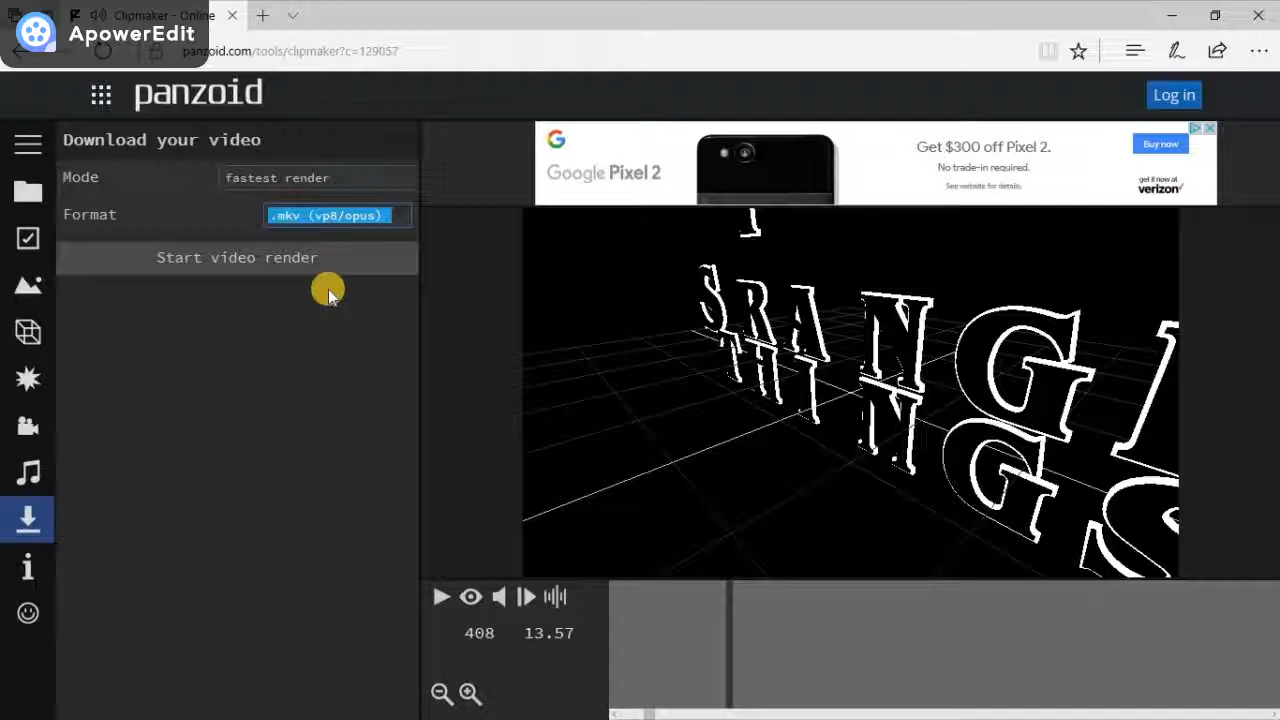 Clipmaker - Online
ApowerEdit
panzoid.com/tools/clipmaker?c=129057
panzoid
Log in
Download your video
Mode
fastest render
Format
.mkv (vp8/opus)
Start video render
Google Pixel 2
Get $300 off Pixel 2.
No trade-in required.
See website for details.
Buy now
get it now at
verizon
SRANG
THINGS
408
13.57